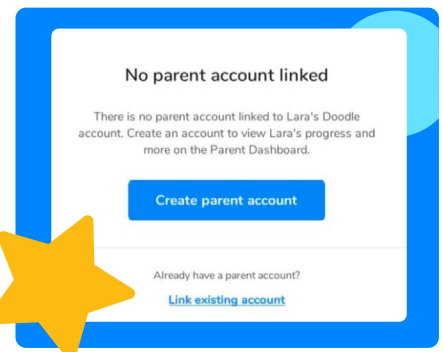 No parent account linked
There is no parent account linked to Lara's Doodle
account. Create an account to view Lara's progress and
more on the Parent Dashboard.
Create parent account
Already have a parent account?
Link existing account